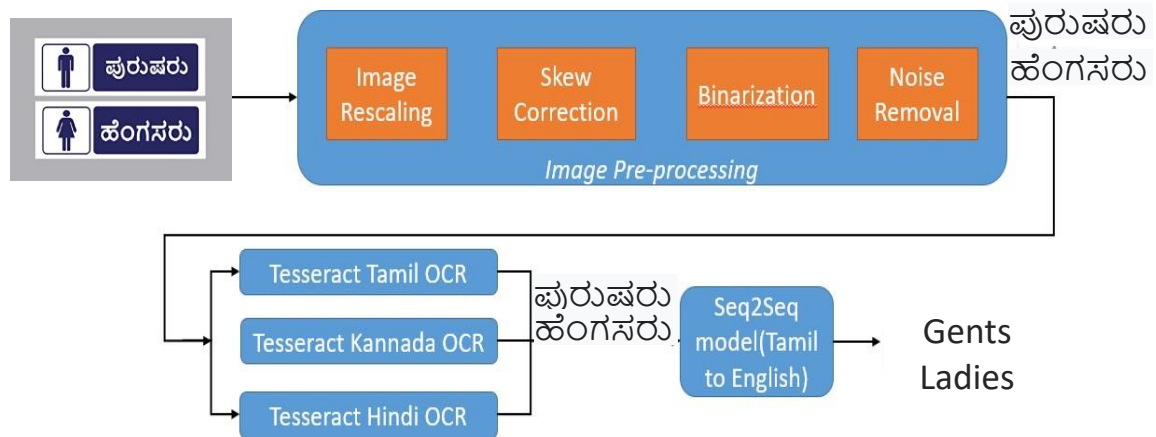 ಪುರುಷರು
ಹೆಂಗಸರು
Image Rescaling
Skew Correction
Binarization
Noise Removal
Image Pre-processing
ಪುರುಷರು
ಹೆಂಗಸರು
Tesseract Tamil OCR
Tesseract Kannada OCR
Tesseract Hindi OCR
ಪುರುಷರು
ಹೆಂಗಸರು
Seq2Seq
model(Tamil
to English)
Gents
Ladies